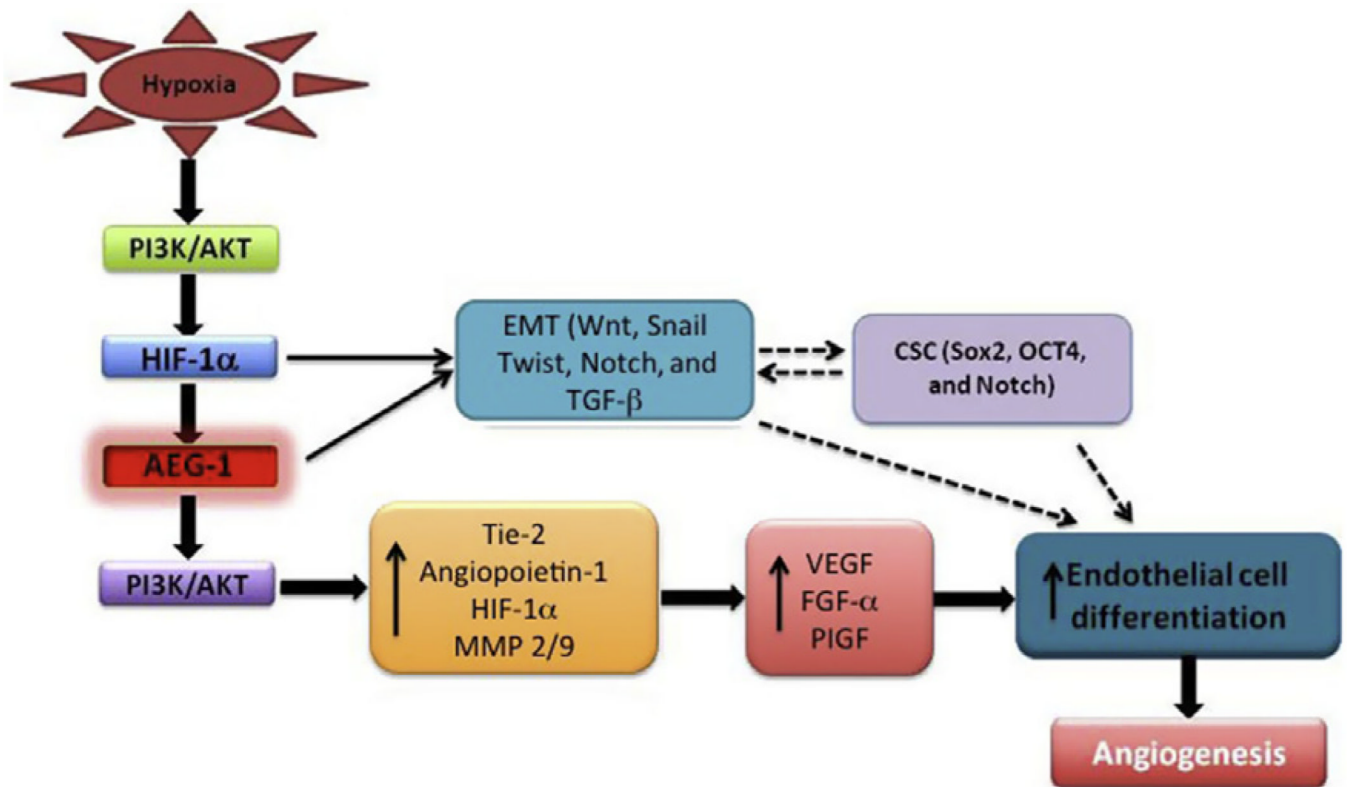 Hypoxia
PI3K/AKT
HIF-1α
AEG-1
PI3K/AKT
EMT (Wnt, Snail
Twist, Notch, and
TGF-β
CSC (Sox2, OCT4,
and Notch)
Tie-2
Angiopoietin-1
HIF-1α
MMP 2/9
VEGF
FGF-α
PIGF
Endothelial cell
differentiation
Angiogenesis